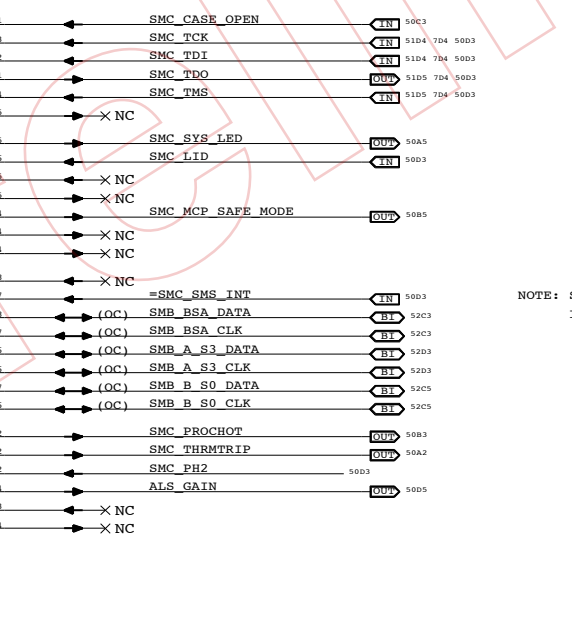 SMC_CASE_OPEN IN 50C3
SMC_TCK IN 51D4 7D4 50D3
SMC_TDI IN 51D4 7D4 50D3
SMC_TDO OUT 51D5 7D4 50D3
SMC_TMS IN 51D5 7D4 50D3
NC
SMC_SYS_LED OUT 50A5
SMC_LID IN 50D3
NC
NC
SMC_MCP_SAFE_MODE OUT 50B5
NC
NC
NC
=SMC_SMS_INT IN 50D3 NOTE:
(OC) SMB_BSA_DATA BI 52C3
(OC) SMB_BSA_CLK BI 52C3
(OC) SMB_A_S3_DATA BI 52D3
(OC) SMB_A_S3_CLK BI 52D3
(OC) SMB_B_S0_DATA BI 52C5
(OC) SMB_B_S0_CLK BI 52C5
SMC_PROCHOT OUT 50B3
SMC_THRMTRIP OUT 50A2
SMC_PH2 50D3
ALS_GAIN OUT 50D5
NC
NC